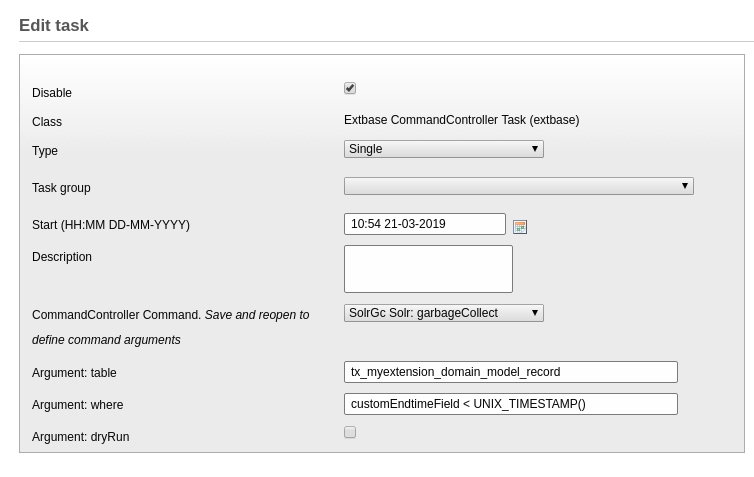 Edit task
Disable
Class Extbase CommandController Task (extbase)
Type Single
Task group
Start (HH:MM DD-MM-YYYY) 10:54 21-03-2019
Description
CommandController Command. Save and reopen to SolrGc Solr: garbageCollect
define command arguments
Argument: table tx_myextension_domain_model_record
Argument: where customEndtimeField < UNIX_TIMESTAMP()
Argument: dryRun